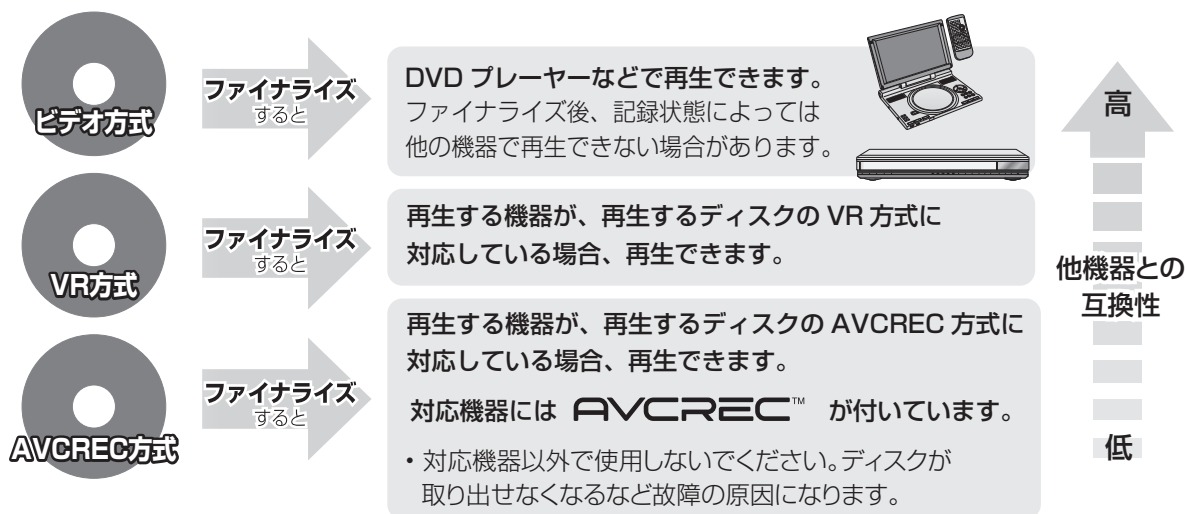 ビデオ方式
ファイナライズ
すると
DVD プレーヤーなどで再生できます。
ファイナライズ後、記録状態によっては
他の機器で再生できない場合があります。
VR方式
ファイナライズ
すると
再生する機器が、再生するディスクの VR 方式に
対応している場合、再生できます。
AVCREC方式
ファイナライズ
すると
再生する機器が、再生するディスクの AVCREC 方式に
対応している場合、再生できます。
対応機器には AVCREC™ が付いています。
・対応機器以外で使用しないでください。ディスクが
取り出せなくなるなど故障の原因になります。
高
他機器との
互換性
低